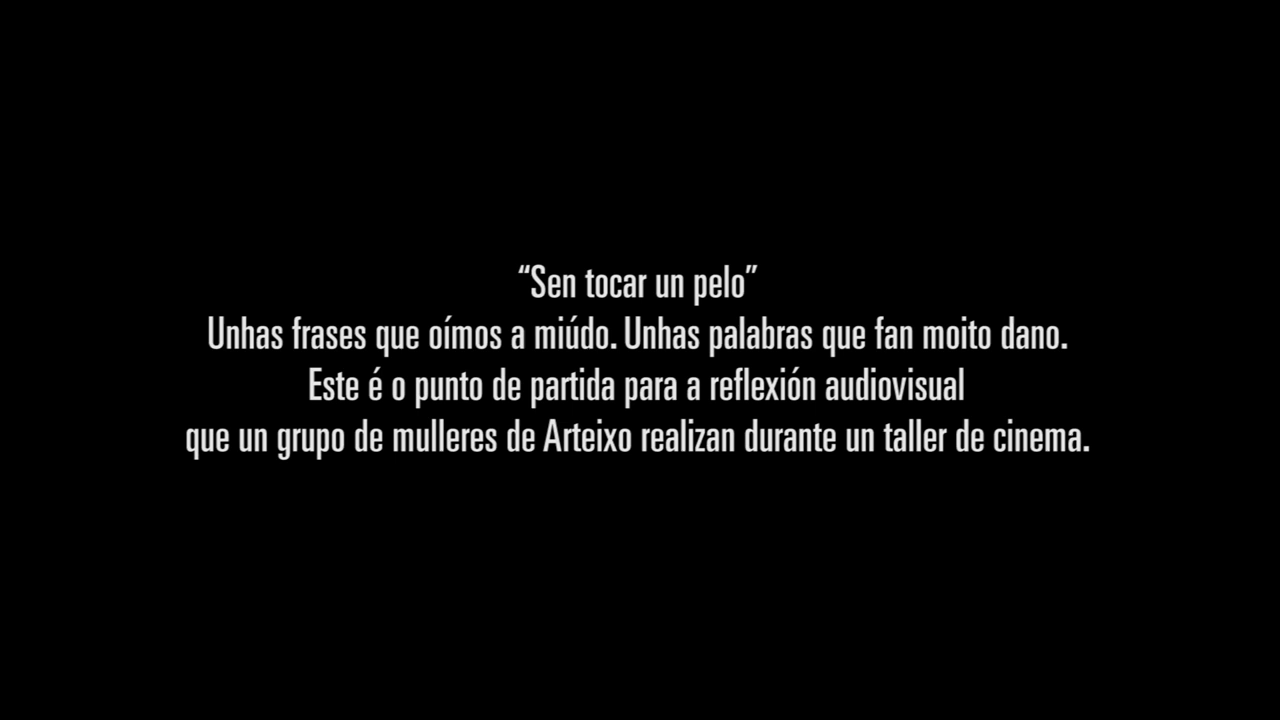 “Sen tocar un pelo”
Unhas frases que oímos a miúdo. Unhas palabras que fan moito dano.
Este é o punto de partida para a reflexión audiovisual
que un grupo de mulleres de Arteixo realizan durante un taller de cinema.